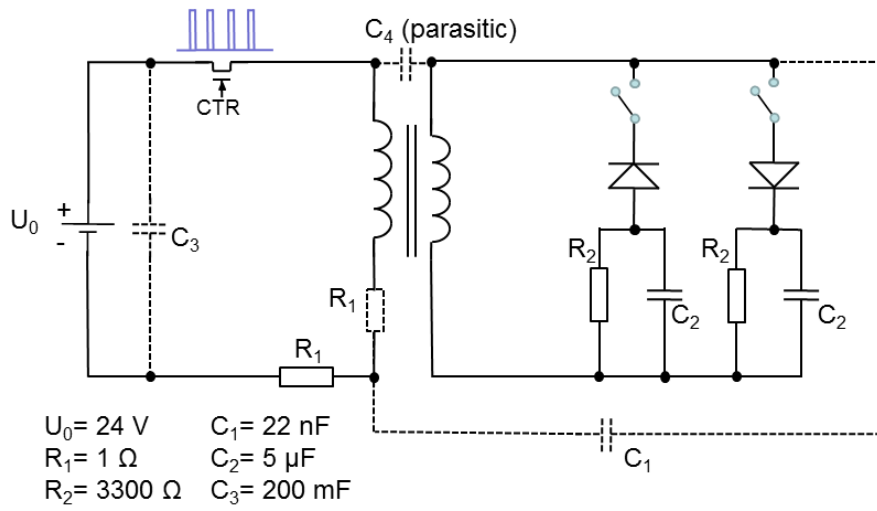 C₄ (parasitic)
CTR
+
U₀
-
C₃
R₁
R₁
R₂
C₂
R₂
C₂
C₁
U₀= 24 V C₁= 22 nF
R₁= 1 Ω C₂= 5 µF
R₂= 3300 Ω C₃= 200 mF